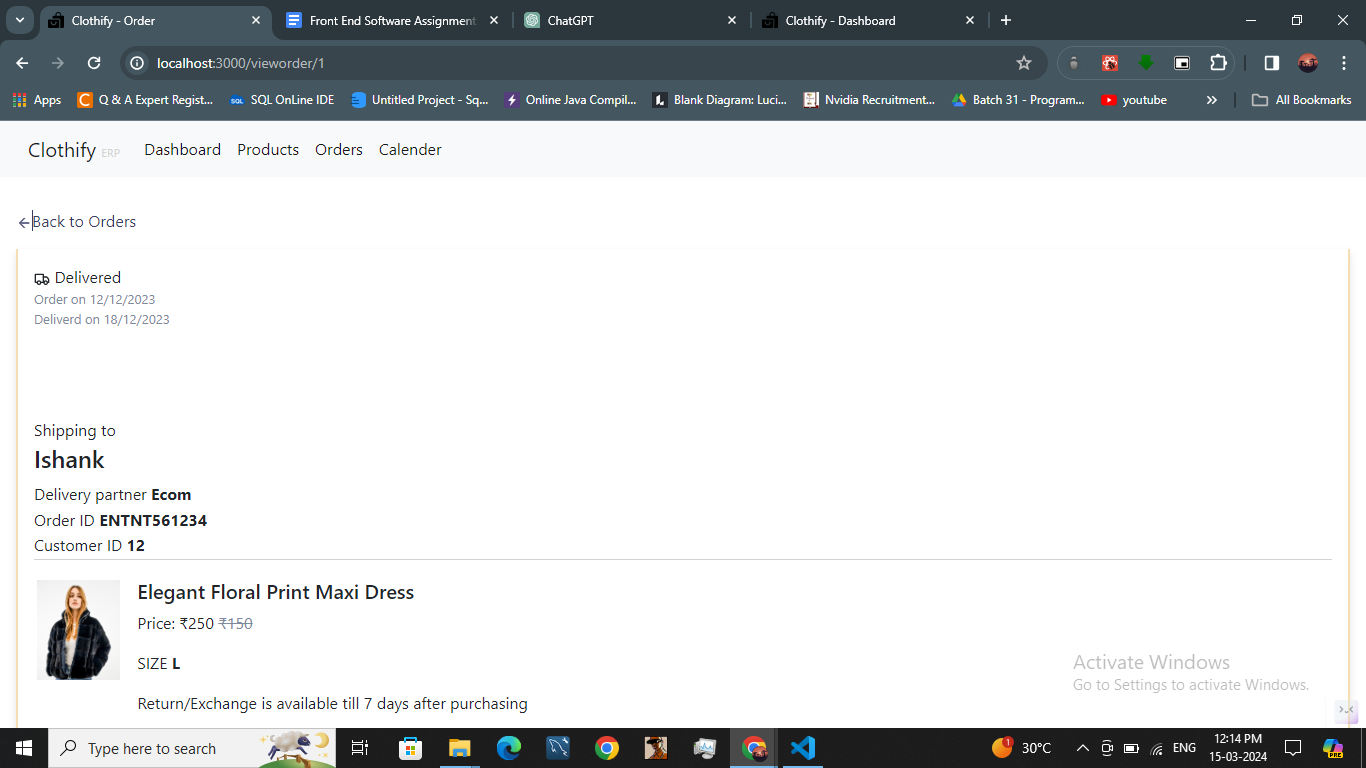 Clothify - Order
Front End Software Assignment
ChatGPT
Clothify - Dashboard
localhost:3000/vieworder/1
Apps
Q & A Expert Regist...
SQL OnLine IDE
Untitled Project - Sq...
Online Java Compil...
Blank Diagram: Luci...
Nvidia Recruitment...
Batch 31 - Program...
youtube
»
All Bookmarks
Clothify ERP
Dashboard
Products
Orders
Calender
←Back to Orders
Delivered
Order on 12/12/2023
Deliverd on 18/12/2023
Shipping to
Ishank
Delivery partner Ecom
Order ID ENTNT561234
Customer ID 12
Elegant Floral Print Maxi Dress
Price: ₹250 ₹150
SIZE L
Return/Exchange is available till 7 days after purchasing
Activate Windows
Go to Settings to activate Windows.
Type here to search
1
30°C
ENG
12:14 PM
15-03-2024
PRE